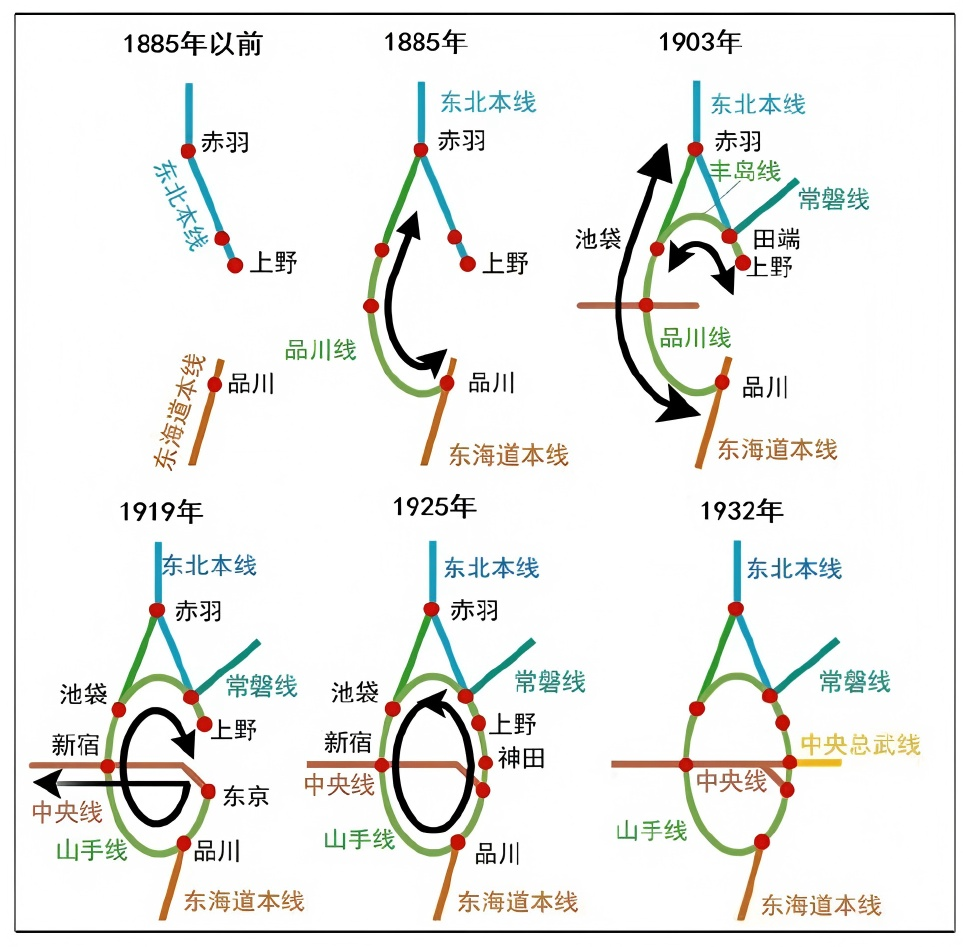 1885年以前
赤羽
东北本线
上野
品川
东海道本线
1885年
东北本线
赤羽
上野
品川线
品川
东海道本线
1903年
东北本线
赤羽
丰岛线
常磐线
池袋
田端
上野
品川线
品川
东海道本线
1919年
东北本线
赤羽
池袋
常磐线
上野
新宿
中央线
东京
山手线
品川
东海道本线
1925年
东北本线
赤羽
池袋
常磐线
上野
新宿
神田
中央线
山手线
品川
东海道本线
1932年
东北本线
常磐线
中央总武线
中央线
山手线
东海道本线